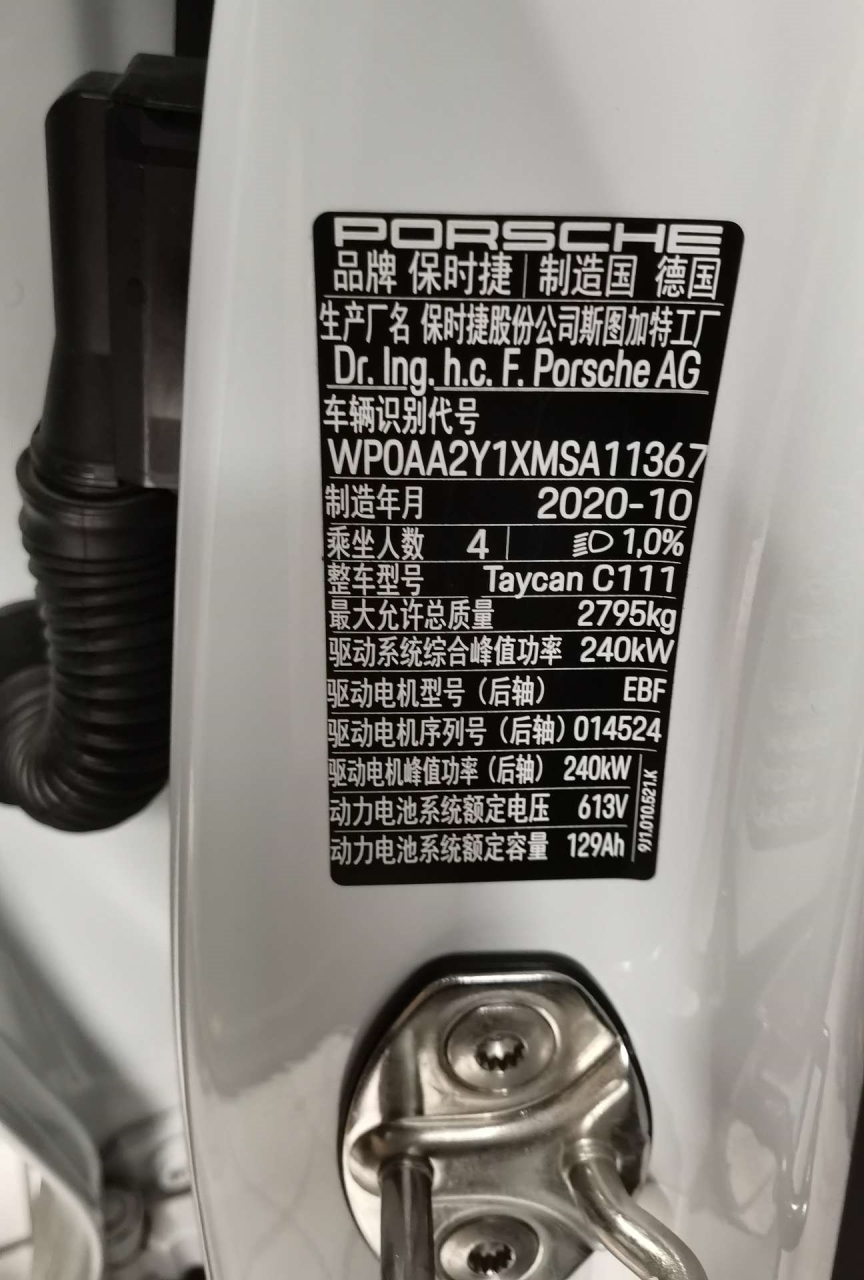 PORSCHE
品牌 保时捷 制造国 德国
生产厂名 保时捷股份公司斯图加特工厂
Dr. Ing. h.c. F. Porsche AG
车辆识别代号
WP0AA2Y1XMSA11367
制造年月 2020-10
乘坐人数 4 1,0%
整车型号 Taycan C111
最大允许总质量 2795kg
驱动系统综合峰值功率 240kW
驱动电机型号（后轴） EBF
驱动电机序列号（后轴）014524
驱动电机峰值功率（后轴） 240kW
动力电池系统额定电压 613V
动力电池系统额定容量 129Ah
9J1.010.621.K